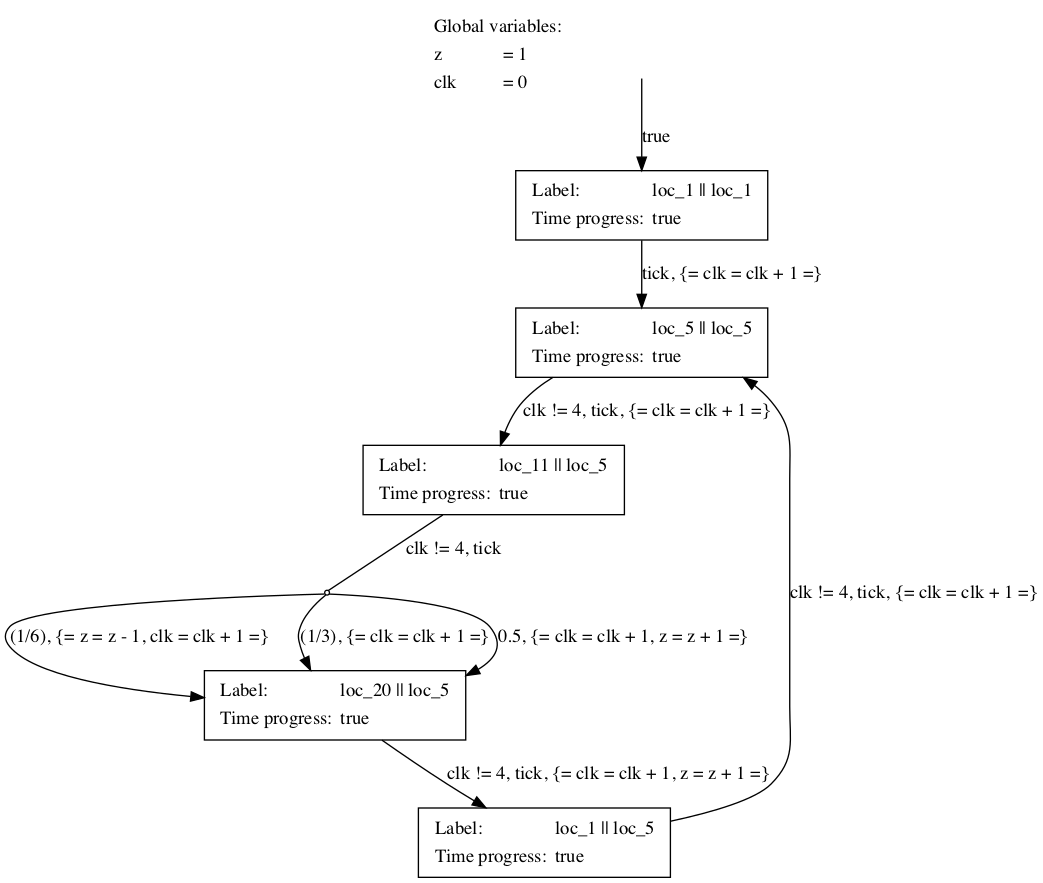 Global variables:
z = 1
clk = 0
true
Label: loc_1 || loc_1
Time progress: true
tick, {= clk = clk + 1 =}
Label: loc_5 || loc_5
Time progress: true
clk != 4, tick, {= clk = clk + 1 =}
Label: loc_11 || loc_5
Time progress: true
clk != 4, tick
clk != 4, tick, {= clk = clk + 1 =}
(1/6), {= z = z - 1, clk = clk + 1 =}
(1/3), {= clk = clk + 1 =}
0.5, {= clk = clk + 1, z = z + 1 =}
Label: loc_20 || loc_5
Time progress: true
clk != 4, tick, {= clk = clk + 1, z = z + 1 =}
Label: loc_1 || loc_5
Time progress: true